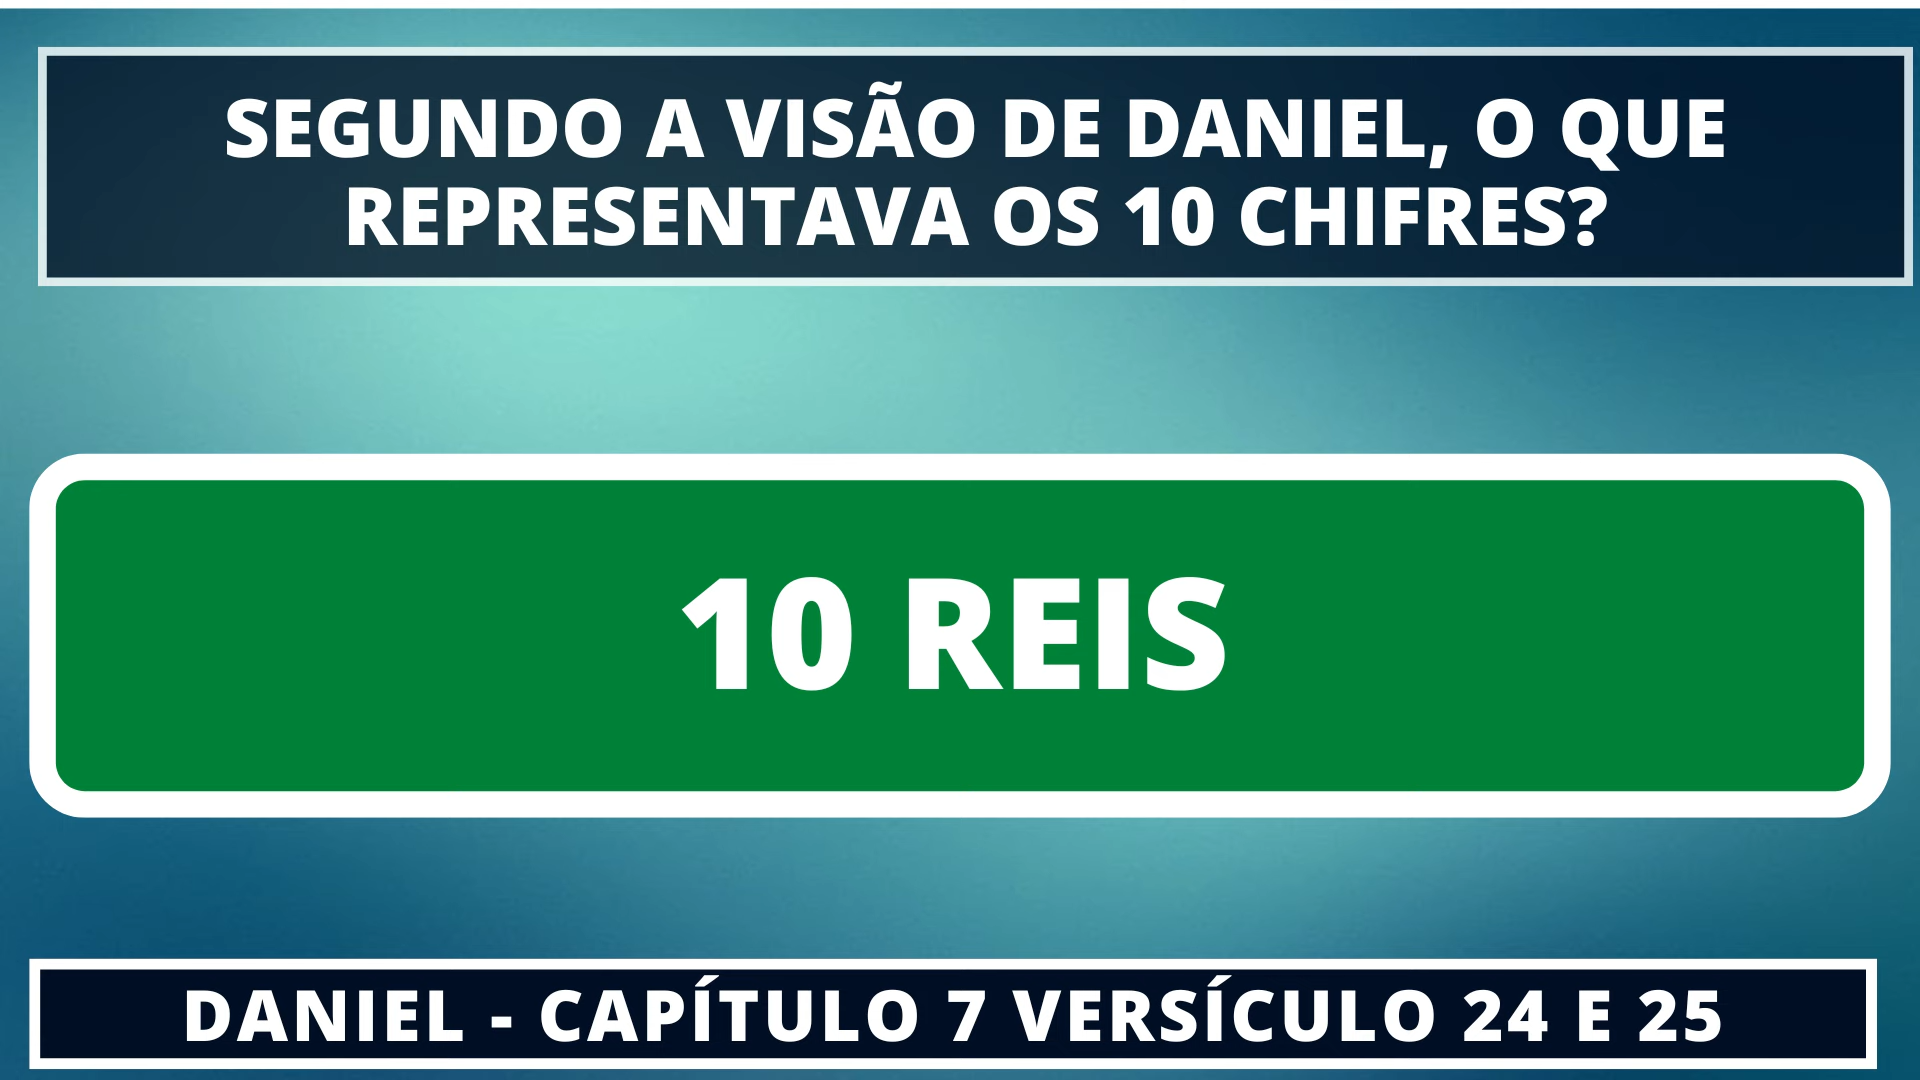 SEGUNDO A VISÃO DE DANIEL, O QUE
REPRESENTAVA OS 10 CHIFRES?
10 REIS
DANIEL - CAPÍTULO 7 VERSÍCULO 24 E 25